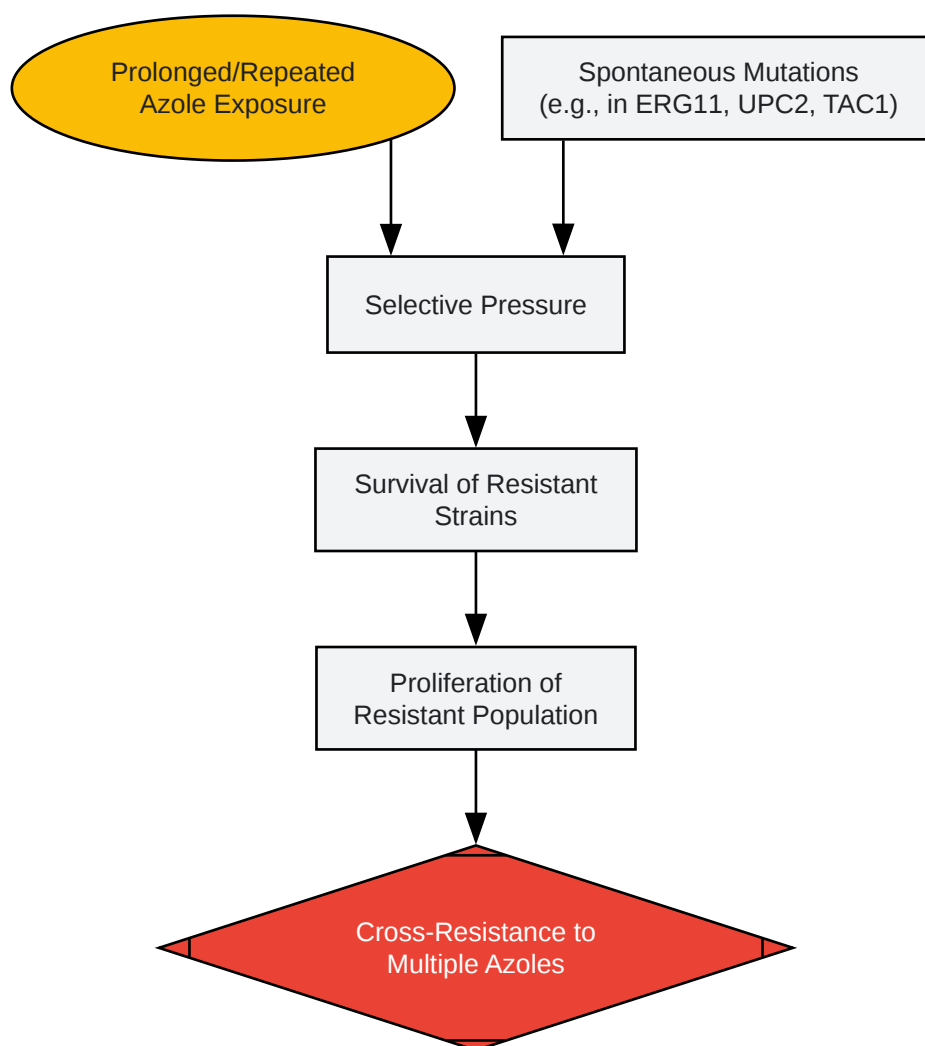 Prolonged/Repeated
Azole Exposure
Spontaneous Mutations
(e.g., in ERG11, UPC2, TAC1)
Selective Pressure
Survival of Resistant
Strains
Proliferation of
Resistant Population
Cross-Resistance to
Multiple Azoles